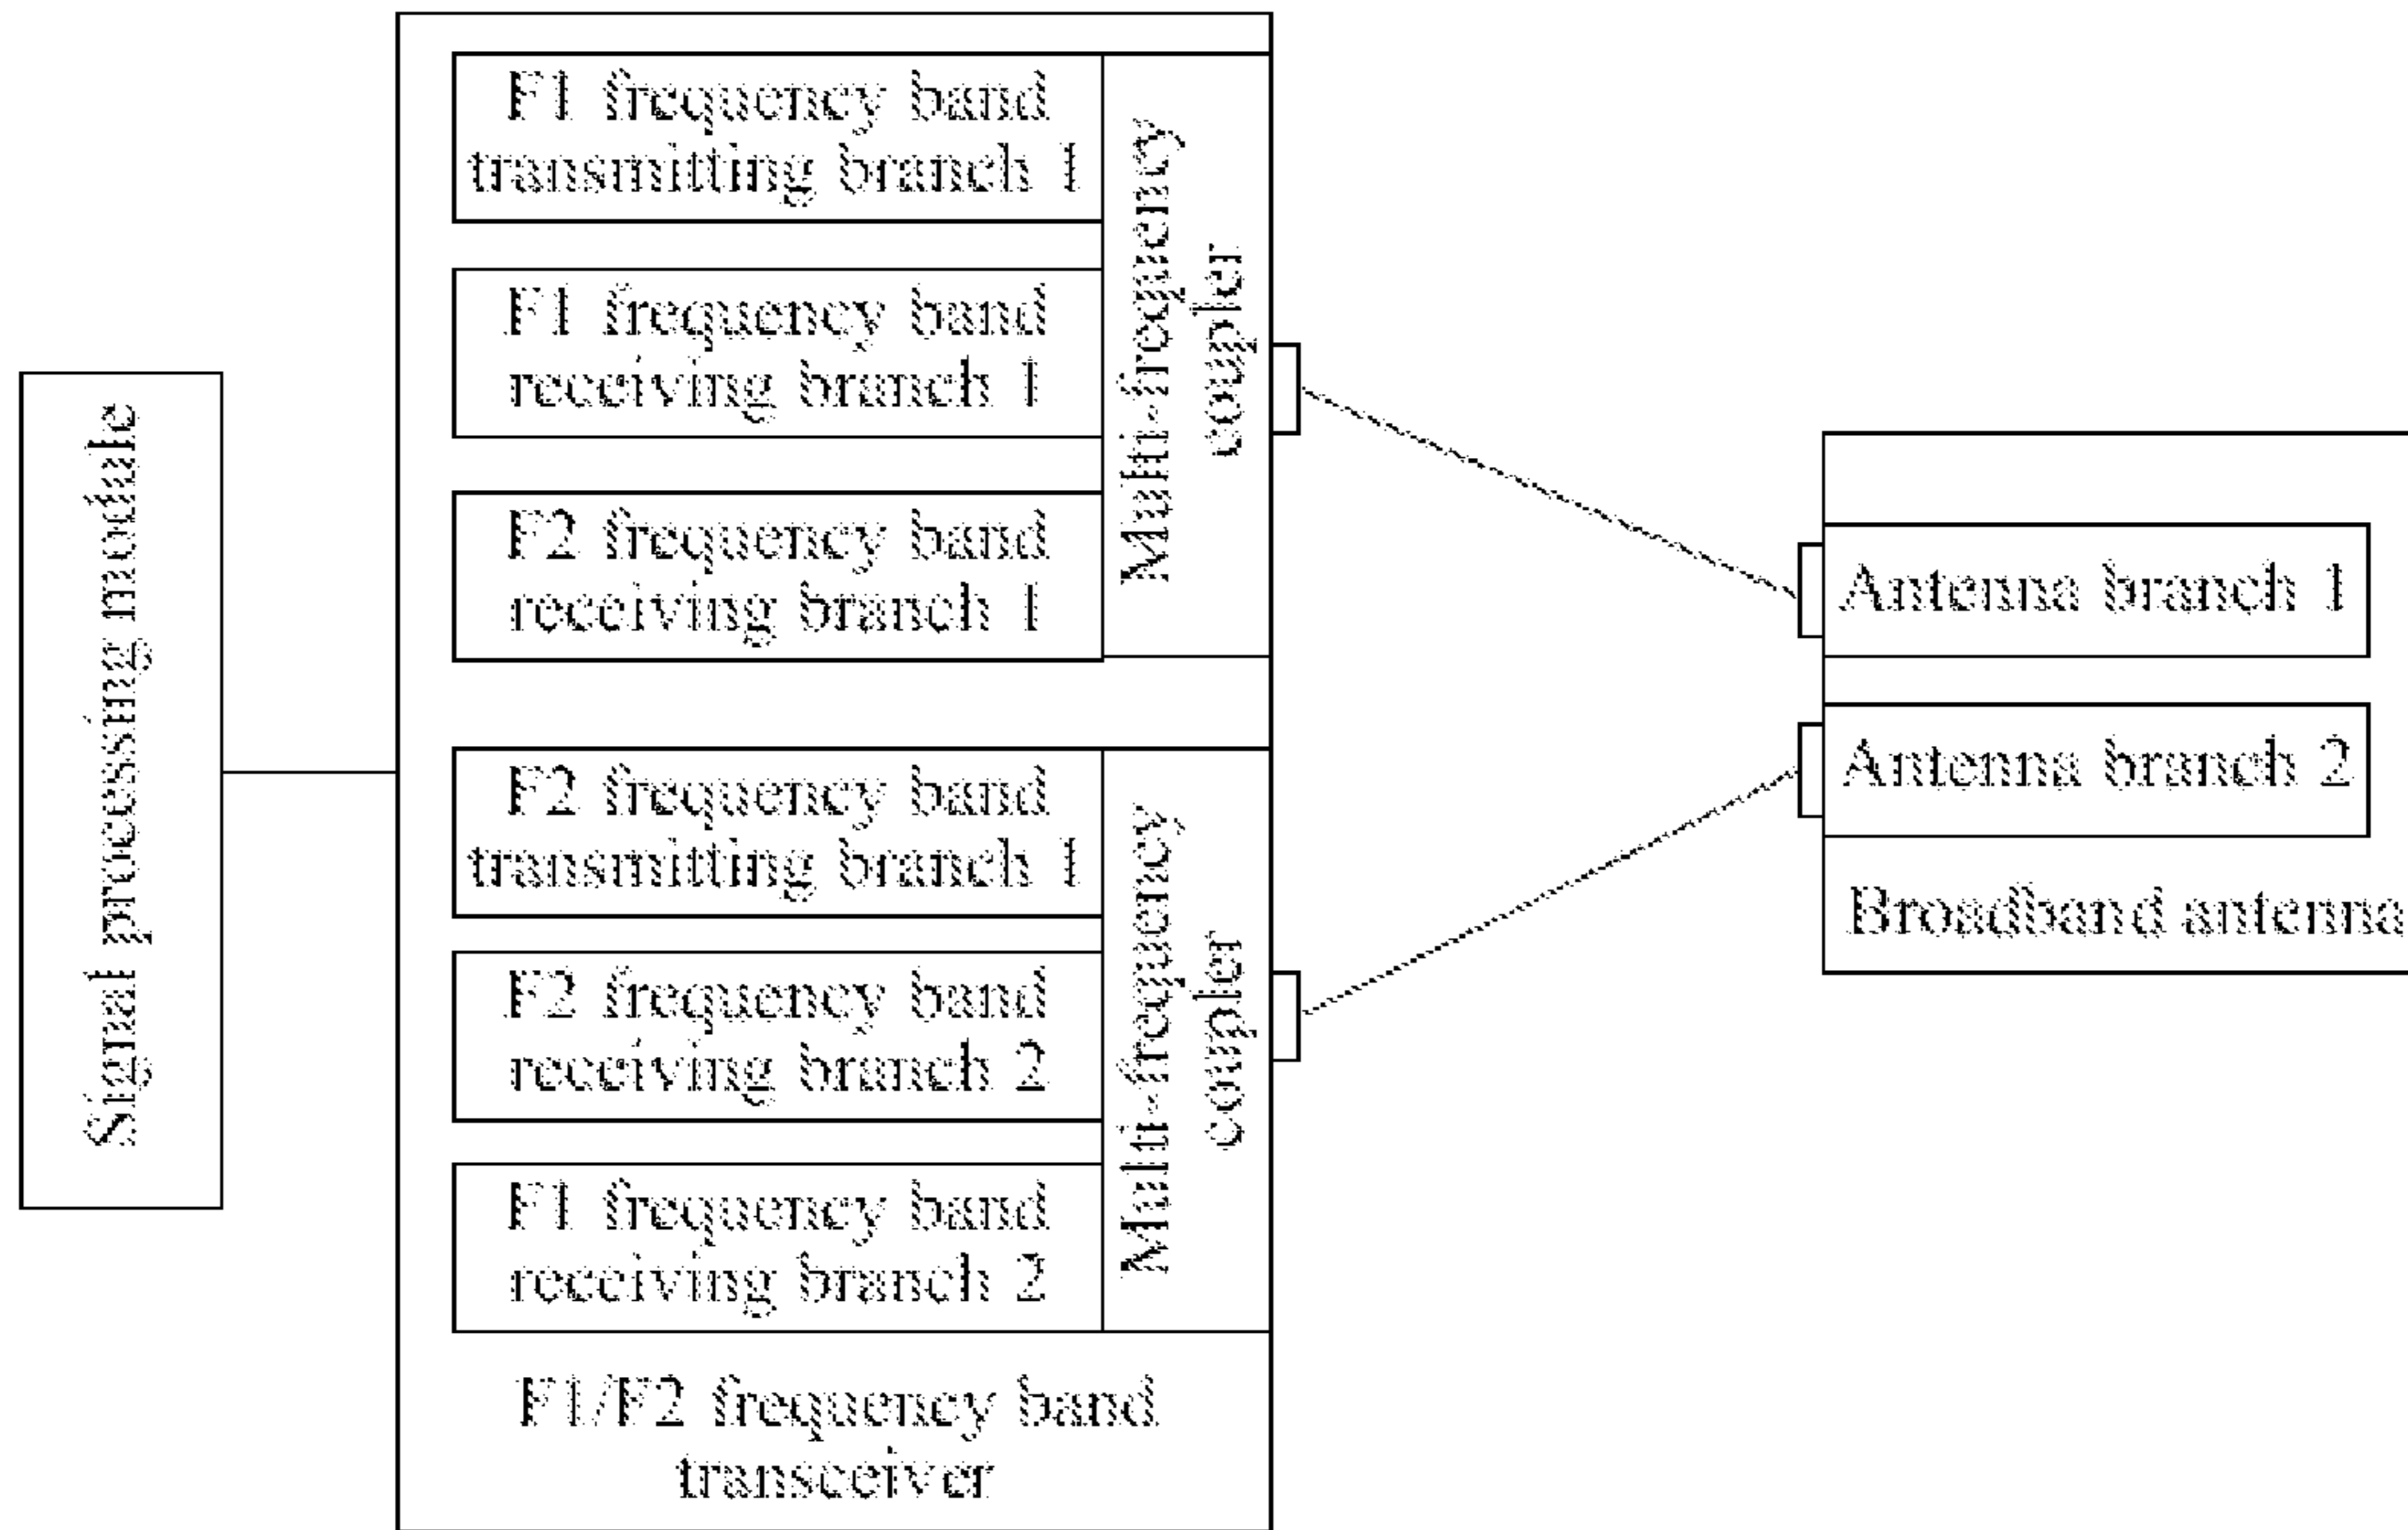 Signal processing module
F1 frequency band
transmitting branch 1
F1 frequency band
receiving branch 1
F2 frequency band
receiving branch 1
Multi-frequency
coupler
F2 frequency band
transmitting branch 1
F2 frequency band
receiving branch 2
F1 frequency band
receiving branch 2
Multi-frequency
coupler
F1/F2 frequency band
transceiver
Antenna branch 1
Antenna branch 2
Broadband antenna